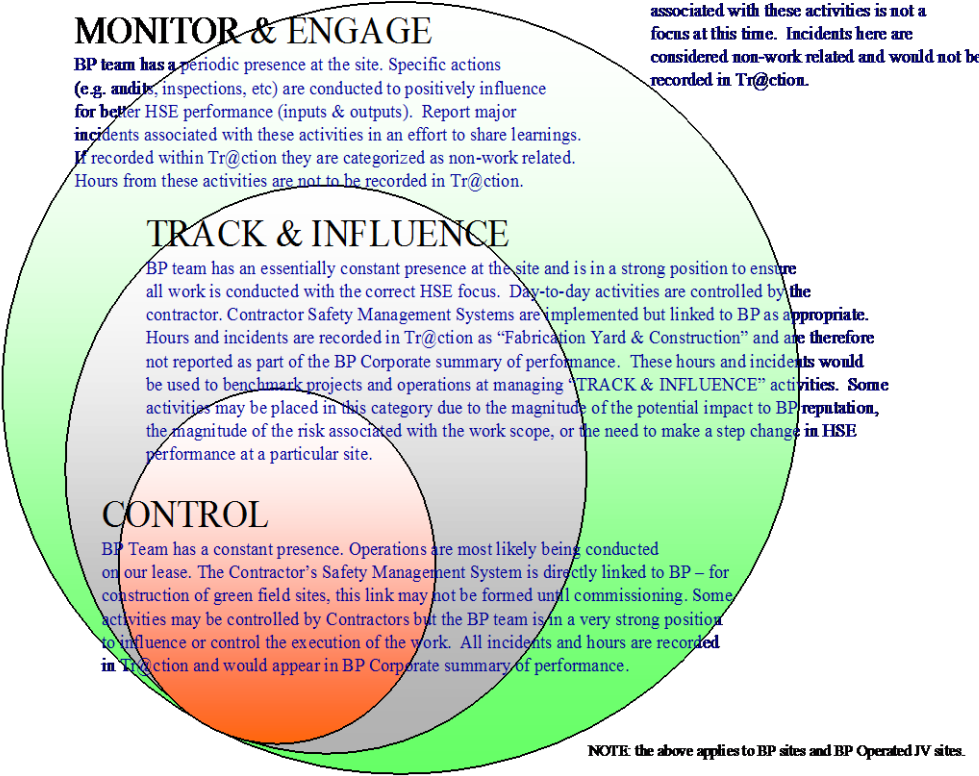 associated with these activities is not a
focus at this time.  Incidents here are
considered non-work related and would not be
recorded in Tr@ction.
MONITOR & ENGAGE
BP team has a periodic presence at the site. Specific actions
(e.g. audits, inspections, etc) are conducted to positively influence
for better HSE performance (inputs & outputs).  Report major
incidents associated with these activities in an effort to share learnings.
If recorded within Tr@ction they are categorized as non-work related.
Hours from these activities are not to be recorded in Tr@ction.
TRACK & INFLUENCE
BP team has an essentially constant presence at the site and is in a strong position to ensure
all work is conducted with the correct HSE focus.  Day-to-day activities are controlled by the
contractor. Contractor Safety Management Systems are implemented but linked to BP as appropriate.
Hours and incidents are recorded in Tr@ction as “Fabrication Yard & Construction” and are therefore
not reported as part of the BP Corporate summary of performance.  These hours and incidents would
be used to benchmark projects and operations at managing “TRACK & INFLUENCE” activities.  Some
activities may be placed in this category due to the magnitude of the potential impact to BP reputation,
the magnitude of the risk associated with the work scope, or the need to make a step change in HSE
performance at a particular site.
CONTROL
BP Team has a constant presence. Operations are most likely being conducted
on our lease. The Contractor’s Safety Management System is directly linked to BP – for
construction of green field sites, this link may not be formed until commissioning. Some
activities may be controlled by Contractors but the BP team is in a very strong position
to influence or control the execution of the work.  All incidents and hours are recorded
in Tr@ction and would appear in BP Corporate summary of performance.
NOTE: the above applies to BP sites and BP Operated JV sites.